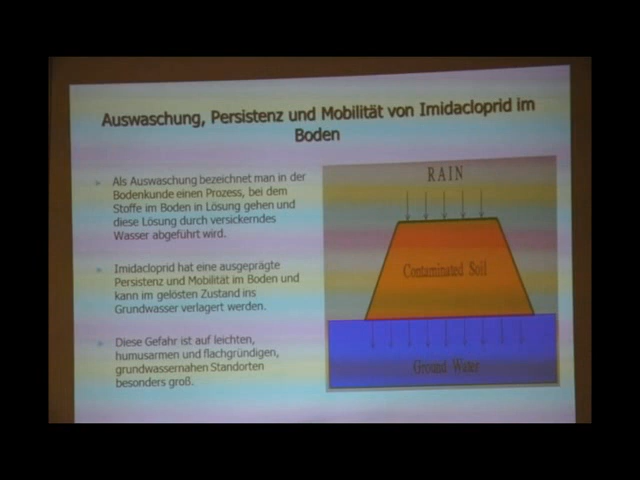 Auswaschung, Persistenz und Mobilität von Imidacloprid im
Boden
Als Auswaschung bezeichnet man in der
Bodenkunde einen Prozess, bei dem
Stoffe im Boden in Lösung gehen und
diese Lösung durch versickerndes
Wasser abgeführt wird.
Imidacloprid hat eine ausgeprägte
Persistenz und Mobilität im Boden und
kann im gelösten Zustand ins
Grundwasser verlagert werden.
Diese Gefahr ist auf leichten,
humusarmen und flachgründigen,
grundwassernahen Standorten
besonders groß.
RAIN
Contaminated Soil
Ground Water